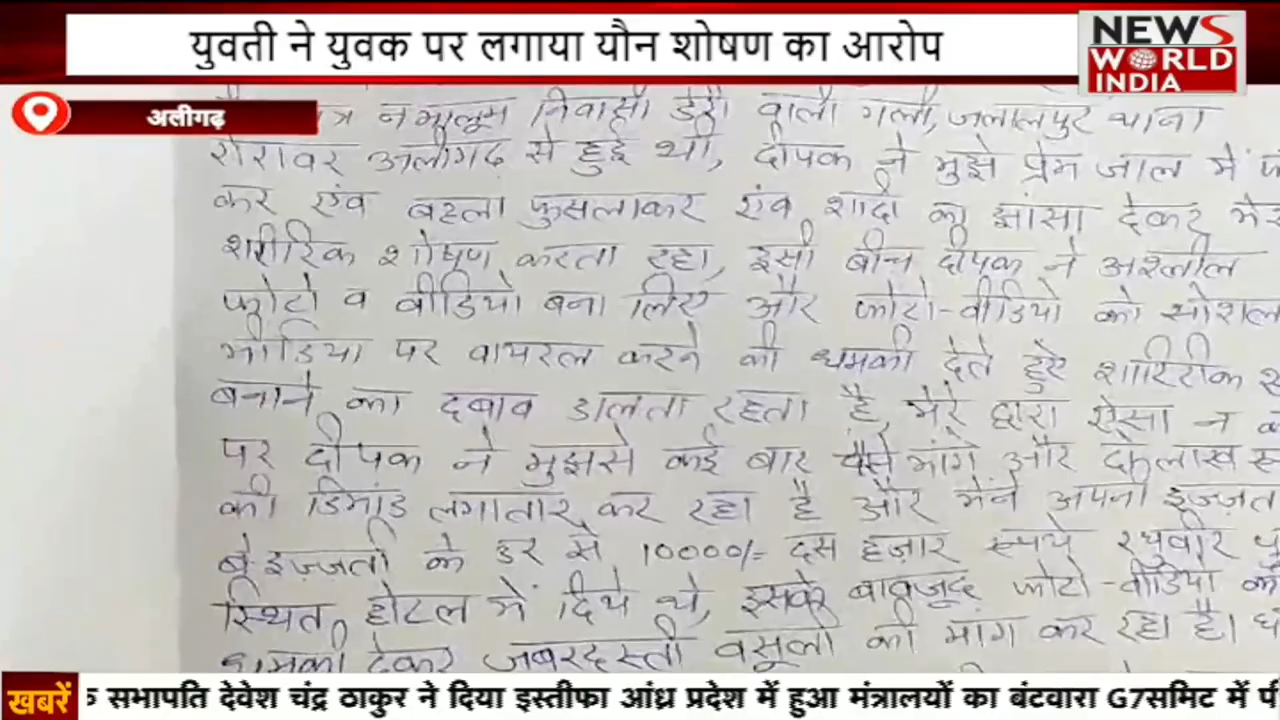 युवती ने युवक पर लगाया यौन शोषण का आरोप
NEWS
WORLD
INDIA
अलीगढ़
न मालूम निवासी डेरी वाली गली, जलालपुर थाना
रोरावर अलीगढ़ से हुई थी, दीपक ने मुझे प्रेम जाल में
कर एंव बहला फुसलाकर एंव शादी का झांसा देकर
शरीरिक शोषण करता रहा, इसी बीच दीपक ने अश्लील
फोटो व वीडियो बना लिए और फोटो-वीडियो को सोशल
मीडिया पर वायरल करने की धमकी देते हुए शारिरीक
बनाने का दबाव डालता रहता है, मेरे द्वारा ऐसा न
पर दीपक ने मुझसे कई बार पैसे मांगे और दो लाख
की डिमांड लगातार कर रहा है और मैंने अपनी इज़्ज़त
बेइज़्ज़ती के डर से 10000/= दस हज़ार रूपये रघुवीर
स्थित होटल में दिये थे, इसके बावजूद फोटो-वीडियो की
धमकी देकर जबरदस्ती वसूली की मांग कर रहा है।
खबरें
सभापति देवेश चंद्र ठाकुर ने दिया इस्तीफा आंध्र प्रदेश में हुआ मंत्रालयों का बंटवारा G7समिट में